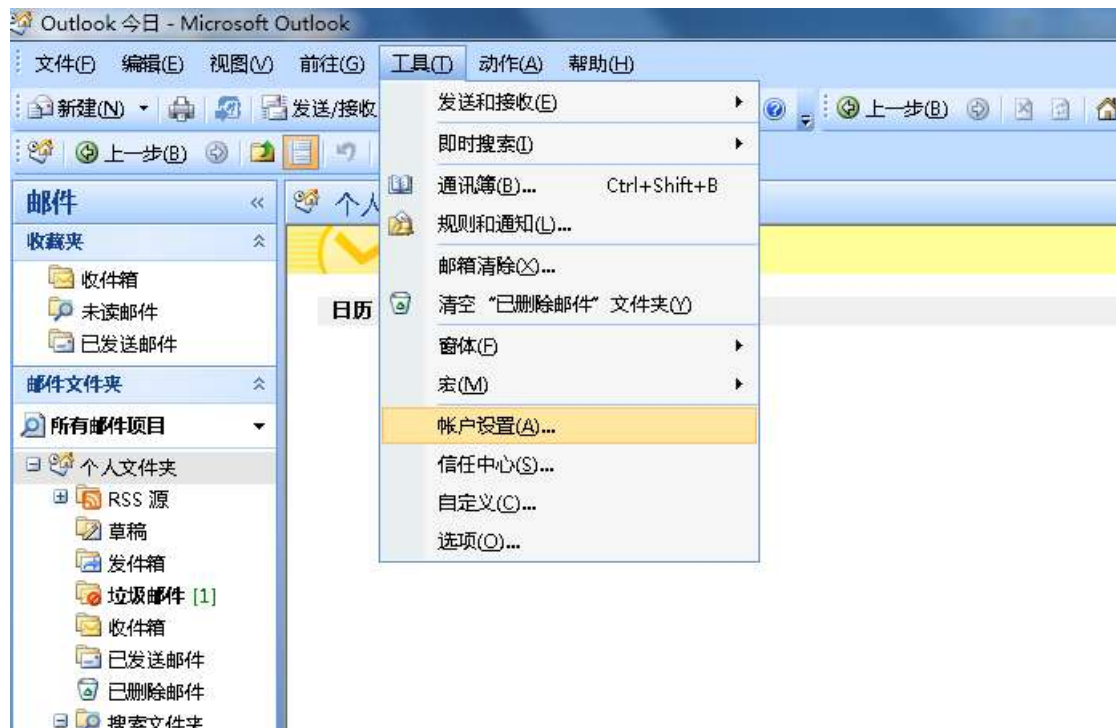 Outlook 今日 - Microsoft Outlook
文件(F) 编辑(E) 视图(V) 前往(G) 工具(T) 动作(A) 帮助(H)
新建(N) 发送/接收 上一步(B)
上一步(B)
邮件 «
个人
收藏夹
收件箱
未读邮件
已发送邮件
邮件文件夹
所有邮件项目
个人文件夹
RSS 源
草稿
发件箱
垃圾邮件 [1]
收件箱
已发送邮件
已删除邮件
搜索文件夹
日历
发送和接收(E)
即时搜索(I)
通讯簿(B)... Ctrl+Shift+B
规则和通知(L)...
邮箱清除(X)...
清空 “已删除邮件” 文件夹(Y)
窗体(F)
宏(M)
帐户设置(A)...
信任中心(S)...
自定义(C)...
选项(O)...